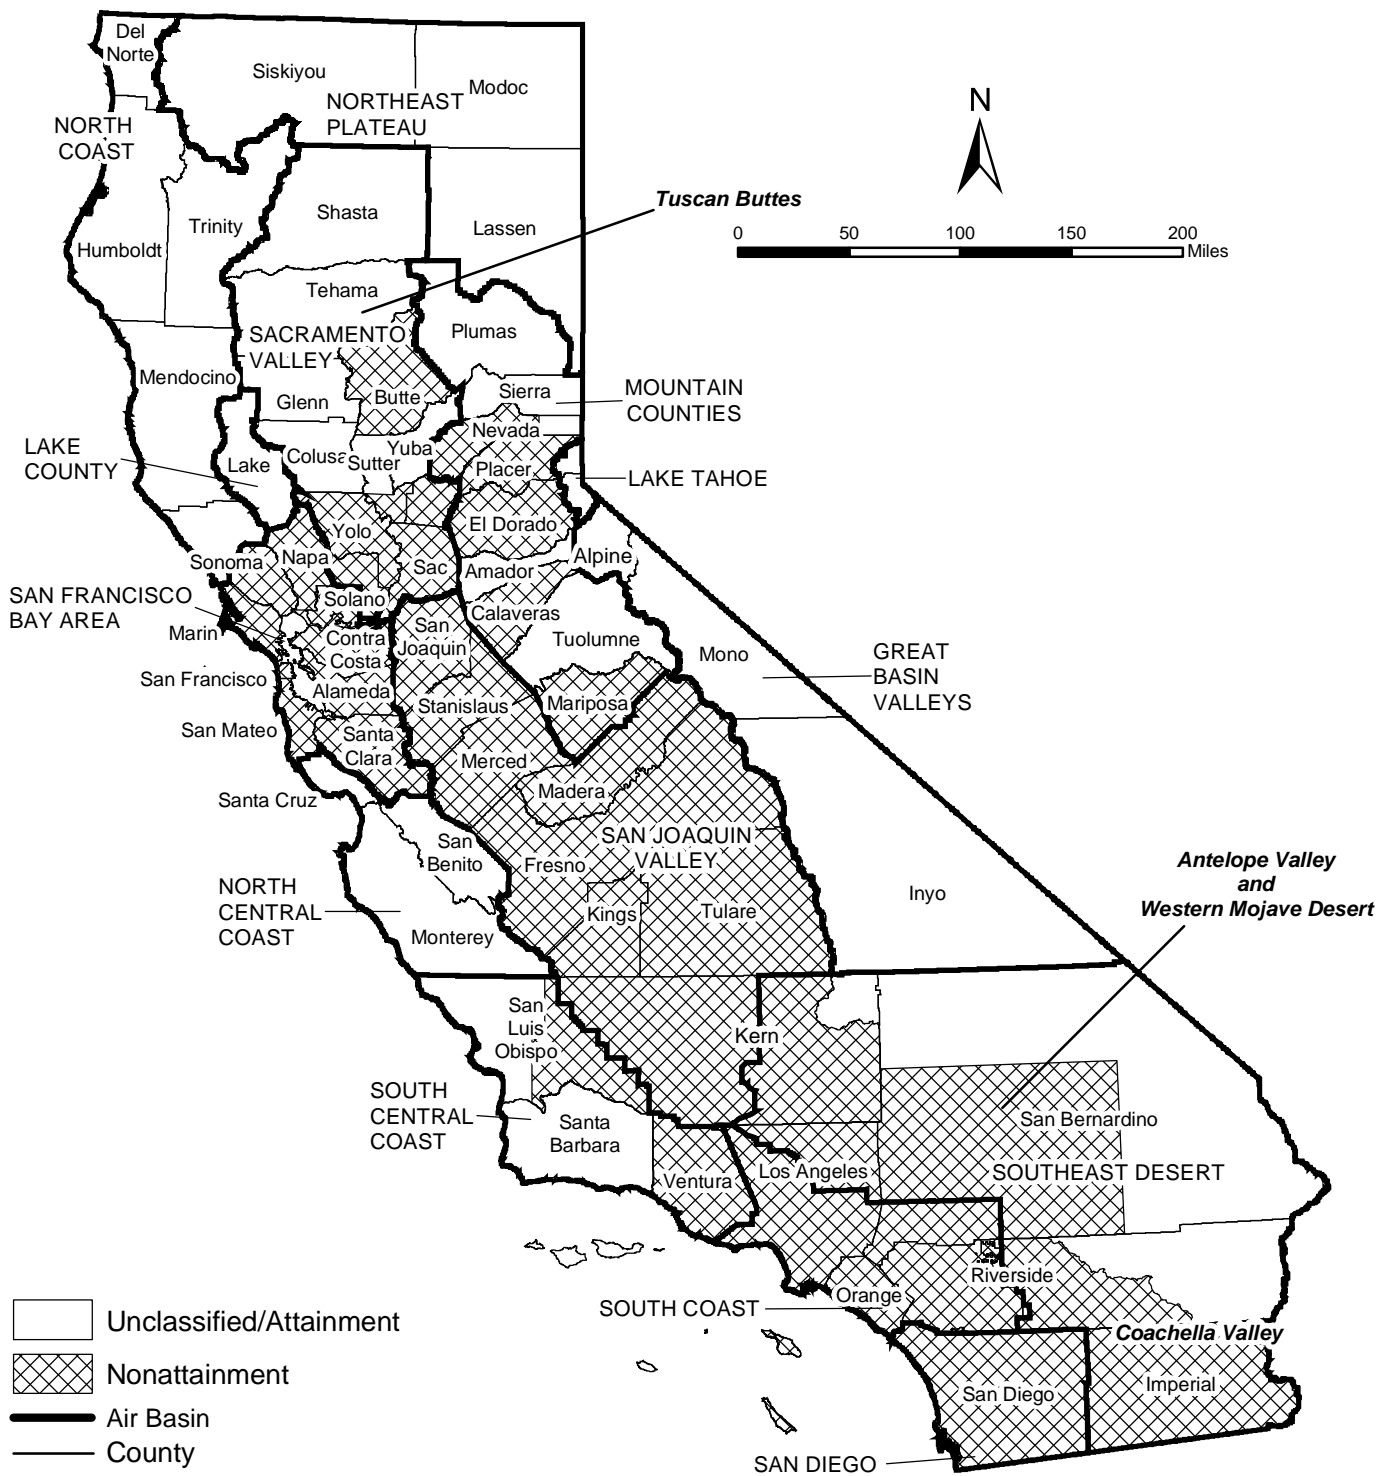 Del
Norte
Siskiyou
Modoc
NORTHEAST
PLATEAU
NORTH
COAST
N
Tuscan Buttes
Shasta
Trinity
Lassen
Humboldt
0 50 100 150 200
Miles
Tehama
SACRAMENTO
VALLEY
Plumas
Mendocino
Glenn
Butte
Sierra
MOUNTAIN
COUNTIES
Nevada
LAKE
COUNTY
Lake
Colusa
Sutter
Yuba
Placer
LAKE TAHOE
Yolo
El Dorado
Sonoma
Napa
Sac
Amador
Alpine
SAN FRANCISCO
BAY AREA
Solano
Calaveras
Marin
Contra
Costa
San
Joaquin
Tuolumne
Mono
GREAT
BASIN
VALLEYS
San Francisco
Alameda
Stanislaus
Mariposa
San Mateo
Santa
Clara
Merced
Santa Cruz
Madera
San
Benito
SAN JOAQUIN
VALLEY
Fresno
Antelope Valley
and
Western Mojave Desert
NORTH
CENTRAL
COAST
Inyo
Kings
Tulare
Monterey
San
Luis
Obispo
Kern
SOUTH
CENTRAL
COAST
Santa
Barbara
San Bernardino
Ventura
Los Angeles
SOUTHEAST DESERT
Riverside
Orange
SOUTH COAST
Coachella Valley
San Diego
Imperial
SAN DIEGO
Unclassified/Attainment
Nonattainment
Air Basin
County